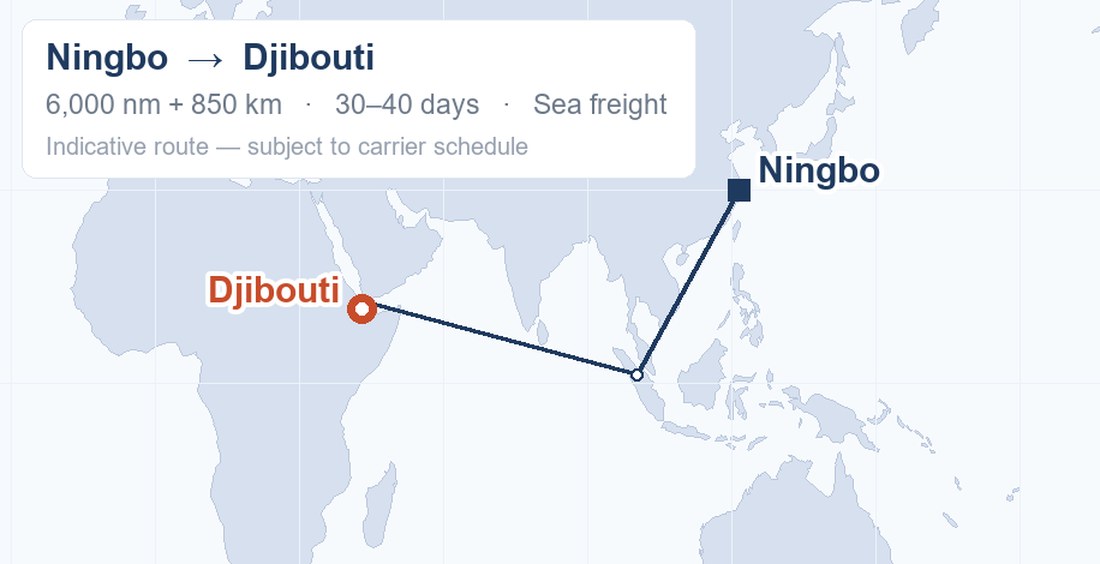 Ningbo → Djibouti
6,000 nm + 850 km · 30–40 days · Sea freight
Indicative route — subject to carrier schedule
Ningbo
Djibouti